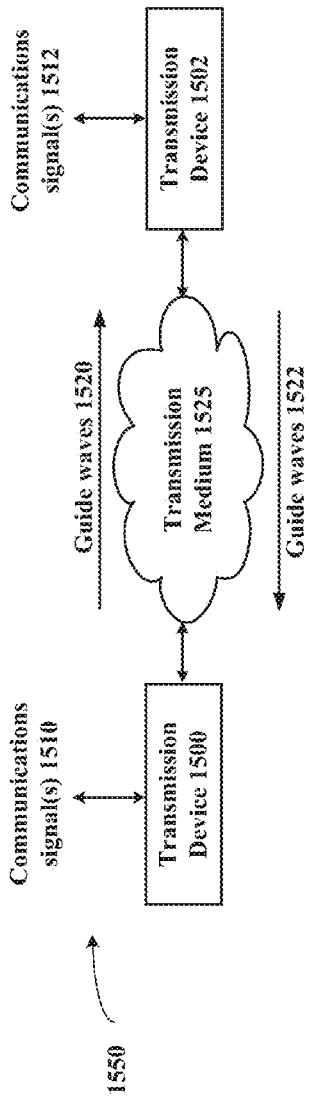 Communications
signal(s) 1510
Transmission
Device 1500
Guide waves 1520
Transmission
Medium 1525
Guide waves 1522
Communications
signal(s) 1512
Transmission
Device 1502
1550